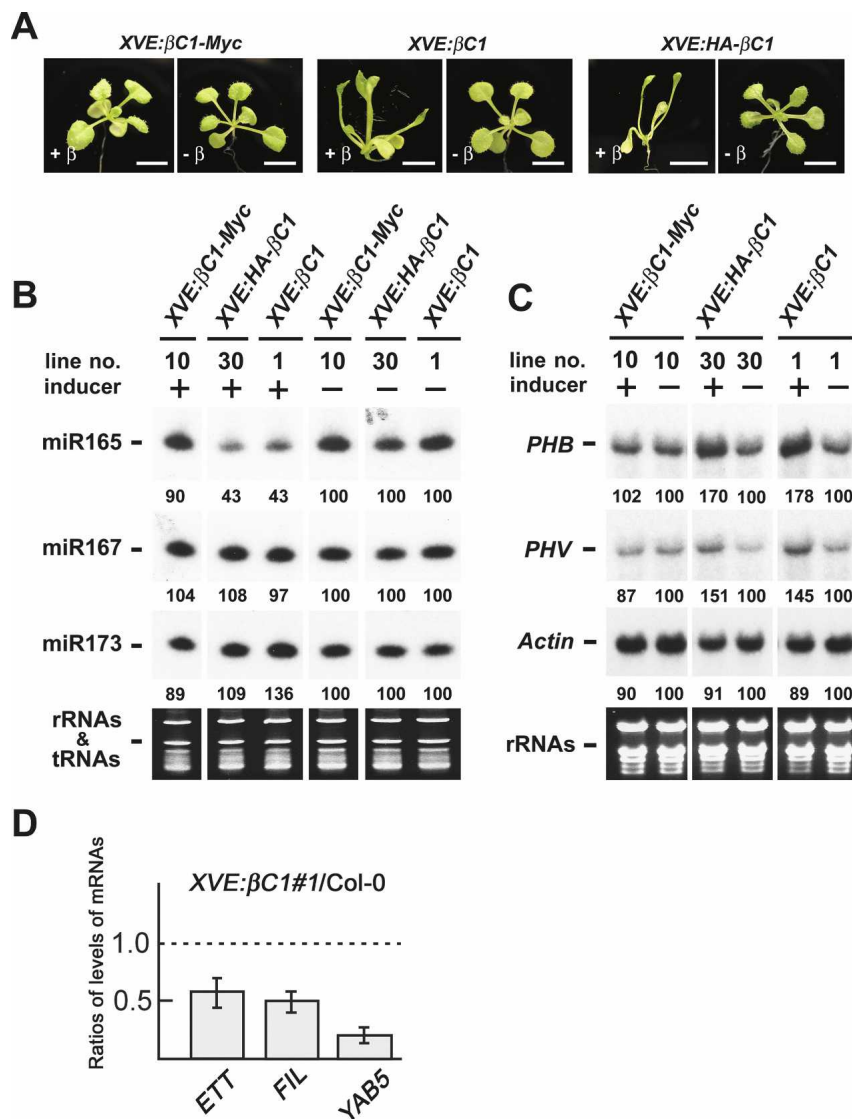 A
XVE:βC1-Myc XVE:βC1 XVE:HA-βC1
+ β - β + β - β + β - β
B
XVE:βC1-Myc XVE:HA-βC1 XVE:βC1 XVE:βC1-Myc XVE:HA-βC1 XVE:βC1
line no. 10 30 1 10 30 1
inducer + + + − − −
miR165
90 43 43 100 100 100
miR167
104 108 97 100 100 100
miR173
89 109 136 100 100 100
rRNAs
&
tRNAs
C
XVE:βC1-Myc XVE:HA-βC1 XVE:βC1
line no. 10 10 30 30 1 1
inducer + − + − + −
PHB
102 100 170 100 178 100
PHV
87 100 151 100 145 100
Actin
90 100 91 100 89 100
rRNAs
D
XVE:βC1#1/Col-0
Ratios of levels of mRNAs
1.0
0.5
ETT FIL YAB5